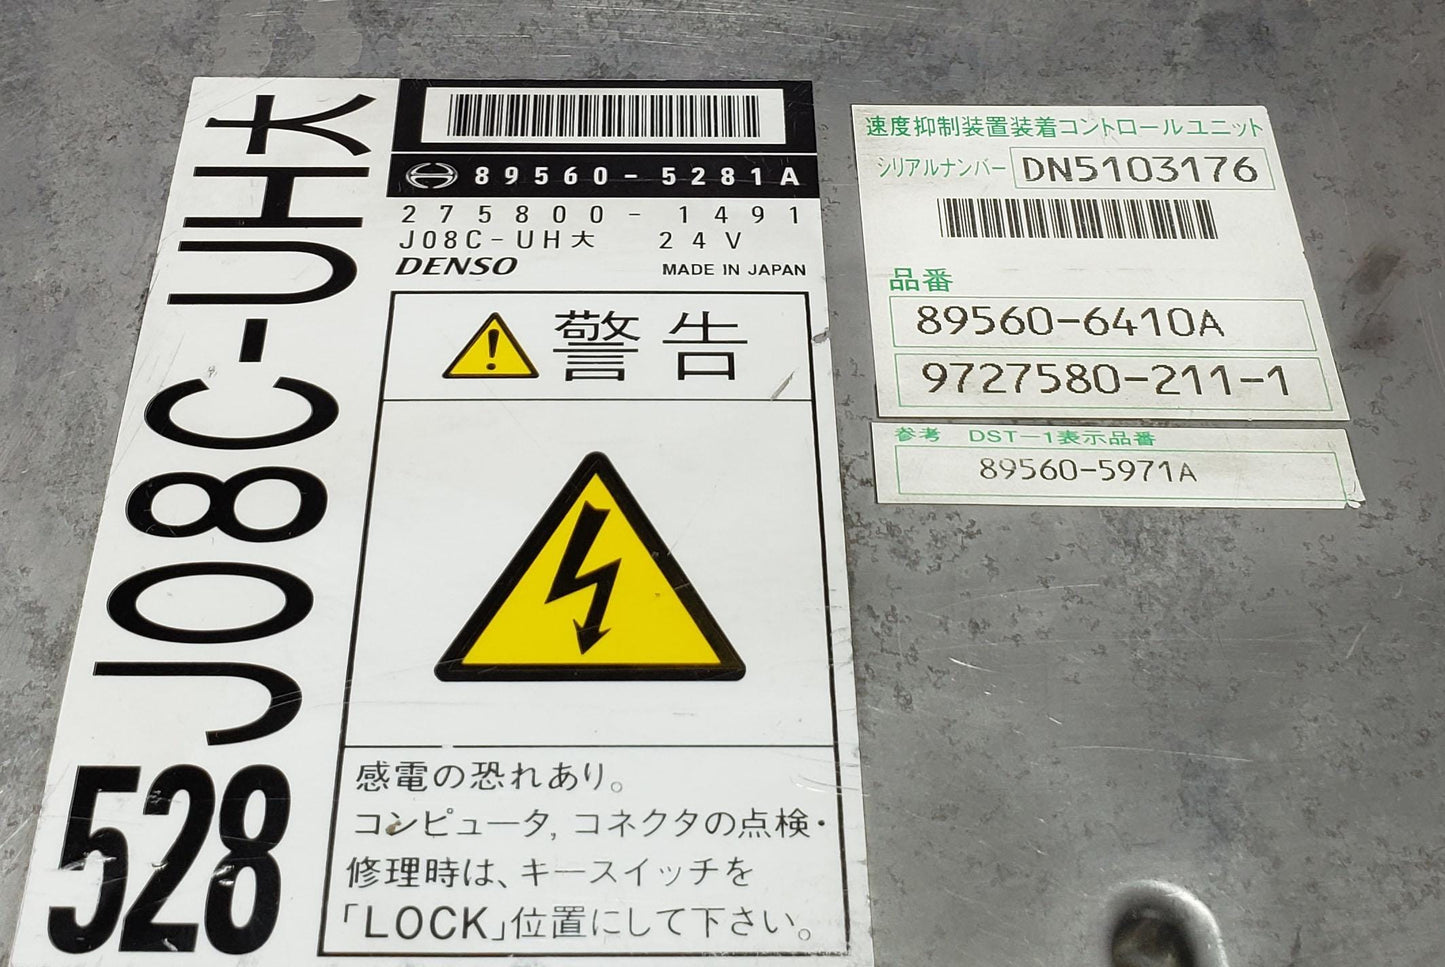 J08C-UH大
528
89560-5281A
275800-1491
J08C-UH大 24V
DENSO MADE IN JAPAN
警告
感電の恐れあり。
コンピュータ,コネクタの点検・
修理時は、キースイッチを
「LOCK」位置にして下さい。
速度抑制装置装着コントロールユニット
シリアルナンバー DN5103176
品番
89560-6410A
9727580-211-1
参考 DST-1表示品番
89560-5971A